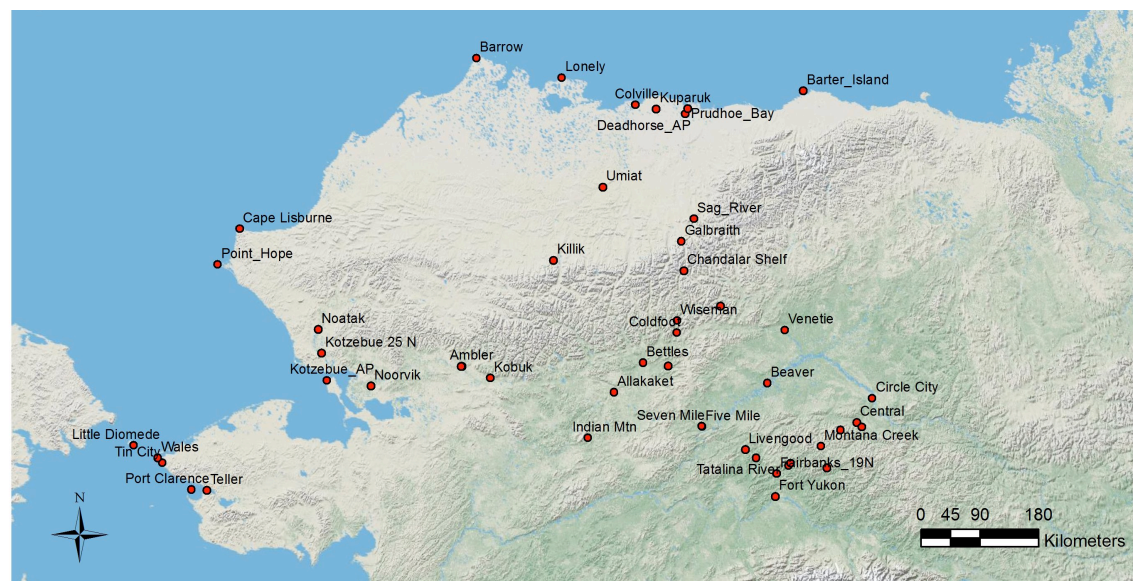 Barrow
Lonely
Barter_Island
Colville
Kuparuk
Deadhorse_AP
Prudhoe_Bay
Umiat
Sag_River
Cape Lisburne
Galbraith
Point_Hope
Killik
Chandalar Shelf
Wiseman
Noatak
Coldfoot
Venetie
Kotzebue 25 N
Ambler
Bettles
Kotzebue_AP
Noorvik
Kobuk
Beaver
Allakaket
Circle City
Seven Mile
Five Mile
Central
Little Diomede
Indian Mtn
Montana Creek
Tin City
Wales
Livengood
Tatalina River
Fairbanks_19N
Port Clarence
Teller
Fort Yukon
N
0 45 90 180
Kilometers